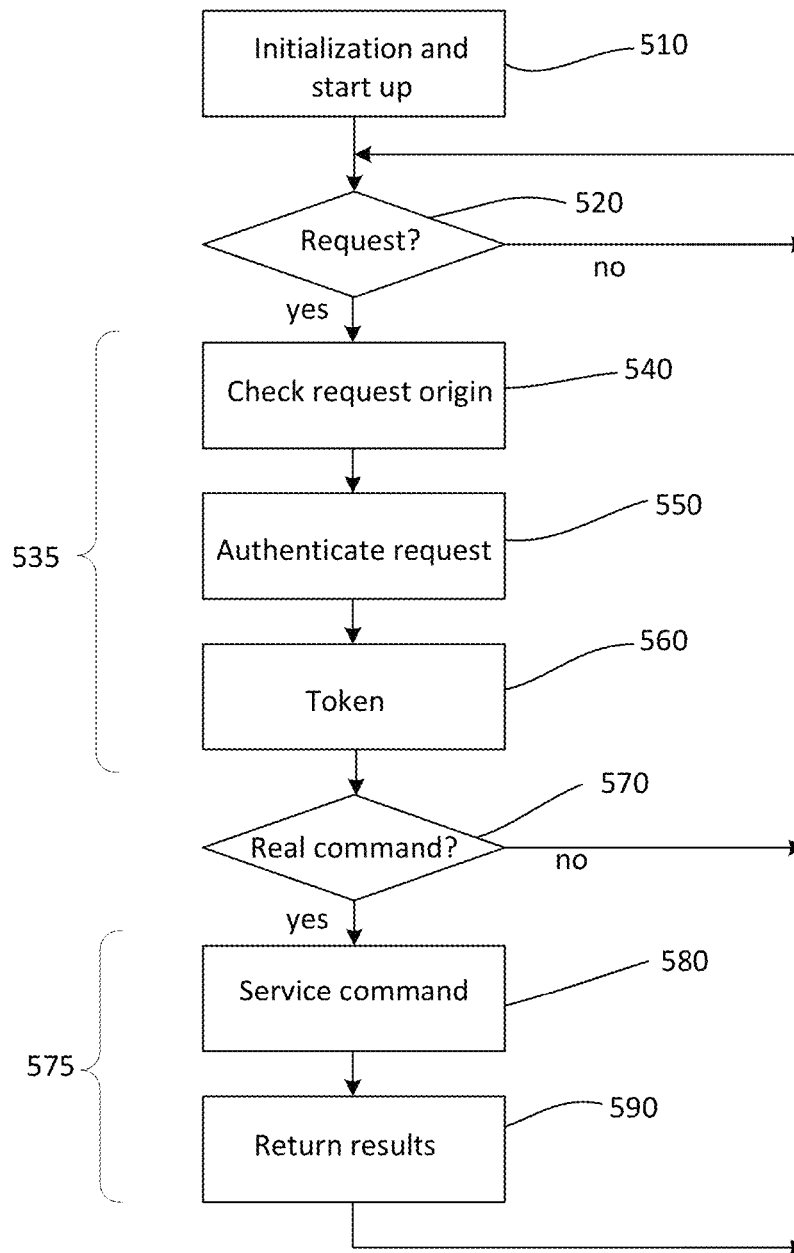 Initialization and
start up
510
520
Request?
no
yes
Check request origin
540
550
Authenticate request
535
560
Token
570
Real command?
no
yes
Service command
580
575
590
Return results